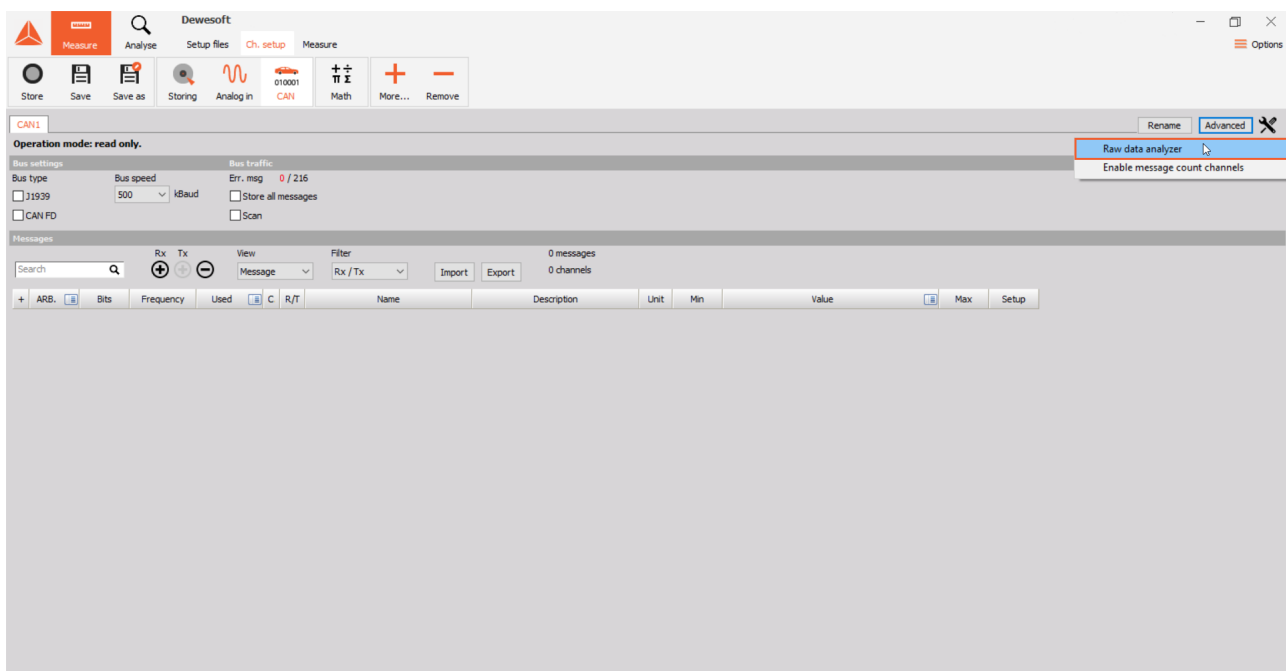 Dewesoft
Measure Analyse Setup files Ch. setup Measure
Options
010001
Store Save Save as Storing Analog in CAN Math More... Remove
CAN1 Rename Advanced
Operation mode: read only.
Raw data analyzer
Enable message count channels
Bus settings Bus traffic
Bus type Bus speed Err. msg 0 / 216
J1939 500 kBaud Store all messages
CAN FD Scan
Messages
Rx Tx View Filter 0 messages
Search Message Rx / Tx Import Export 0 channels
+ ARB. Bits Frequency Used C R/T Name Description Unit Min Value Max Setup